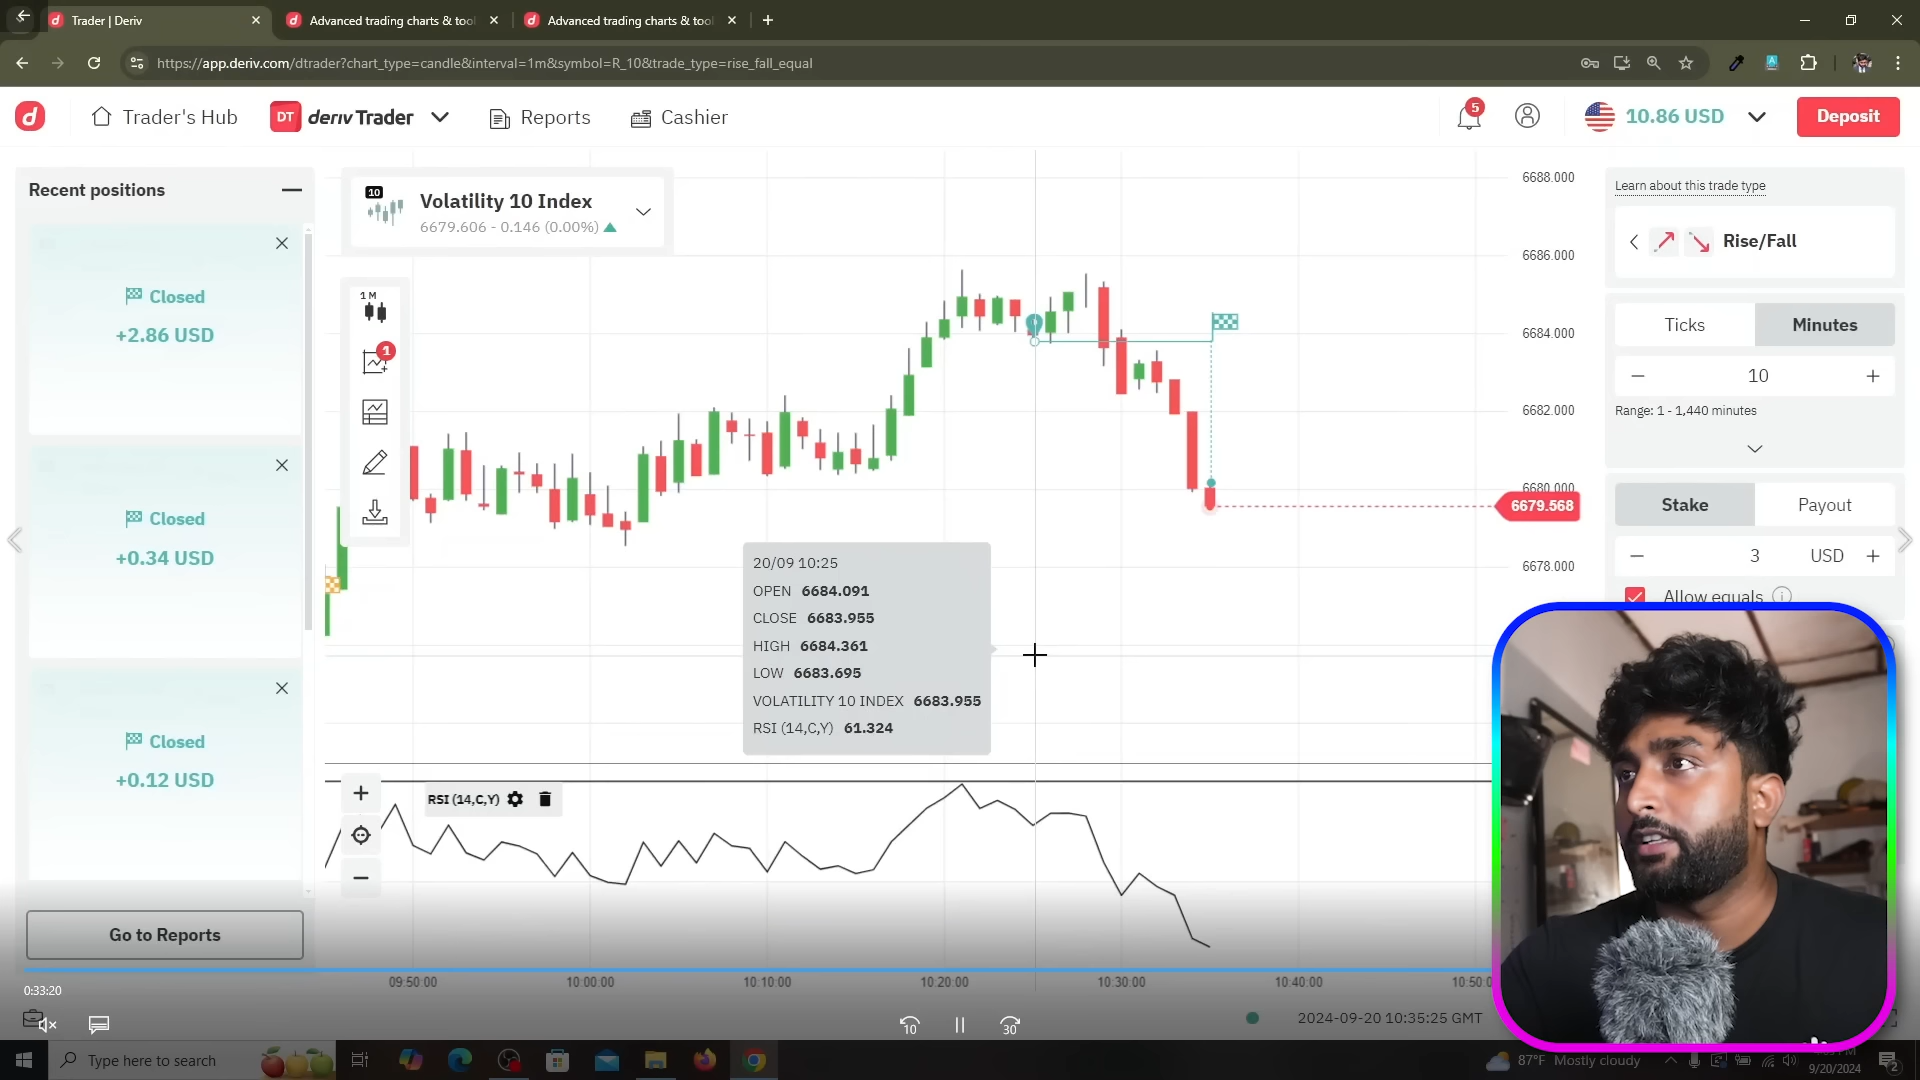 Trader | Deriv
Advanced trading charts & tool
Advanced trading charts & tool
https://app.deriv.com/dtrader?chart_type=candle&interval=1m&symbol=R_10&trade_type=rise_fall_equal
Trader's Hub
DT
deriv Trader
Reports
Cashier
5
10.86 USD
Deposit
Recent positions
Closed
+2.86 USD
Closed
+0.34 USD
Closed
+0.12 USD
Go to Reports
10
Volatility 10 Index
6679.606 - 0.146 (0.00%)
1 M
1
6688.000
6686.000
6684.000
6682.000
6680.000
6679.568
6678.000
20/09 10:25
OPEN 6684.091
CLOSE 6683.955
HIGH 6684.361
LOW 6683.695
VOLATILITY 10 INDEX 6683.955
RSI (14,C,Y) 61.324
RSI (14,C,Y)
09:50:00
10:00:00
10:10:00
10:20:00
10:30:00
10:40:00
2024-09-20 10:35:25 GMT
Learn about this trade type
Rise/Fall
Ticks
Minutes
10
Range: 1 - 1,440 minutes
Stake
Payout
3
USD
Allow equals
0:33:20
10
30
Type here to search
87°F Mostly cloudy
9/20/2024
2